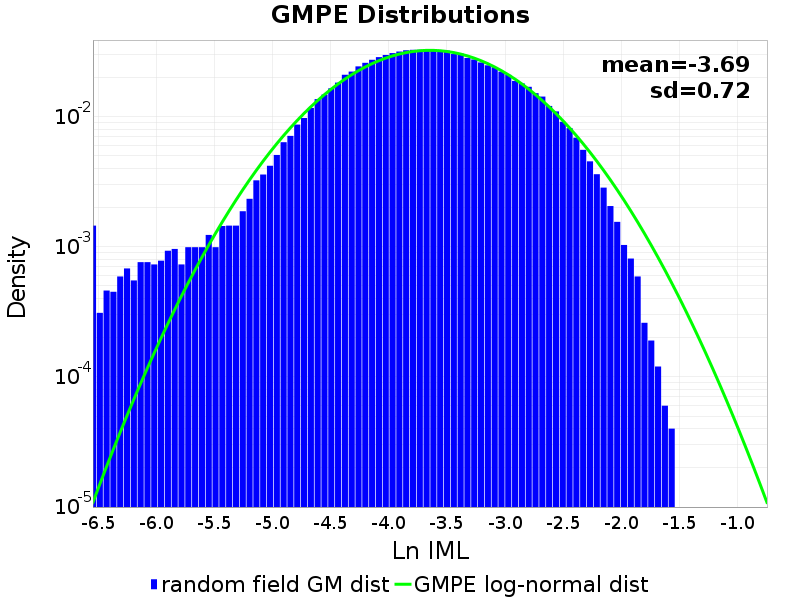 GMPE Distributions
mean=-3.69
sd=0.72
10-2
10-3
10-4
10-5
Density
-6.5 -6.0 -5.5 -5.0 -4.5 -4.0 -3.5 -3.0 -2.5 -2.0 -1.5 -1.0
Ln IML
random field GM dist GMPE log-normal dist